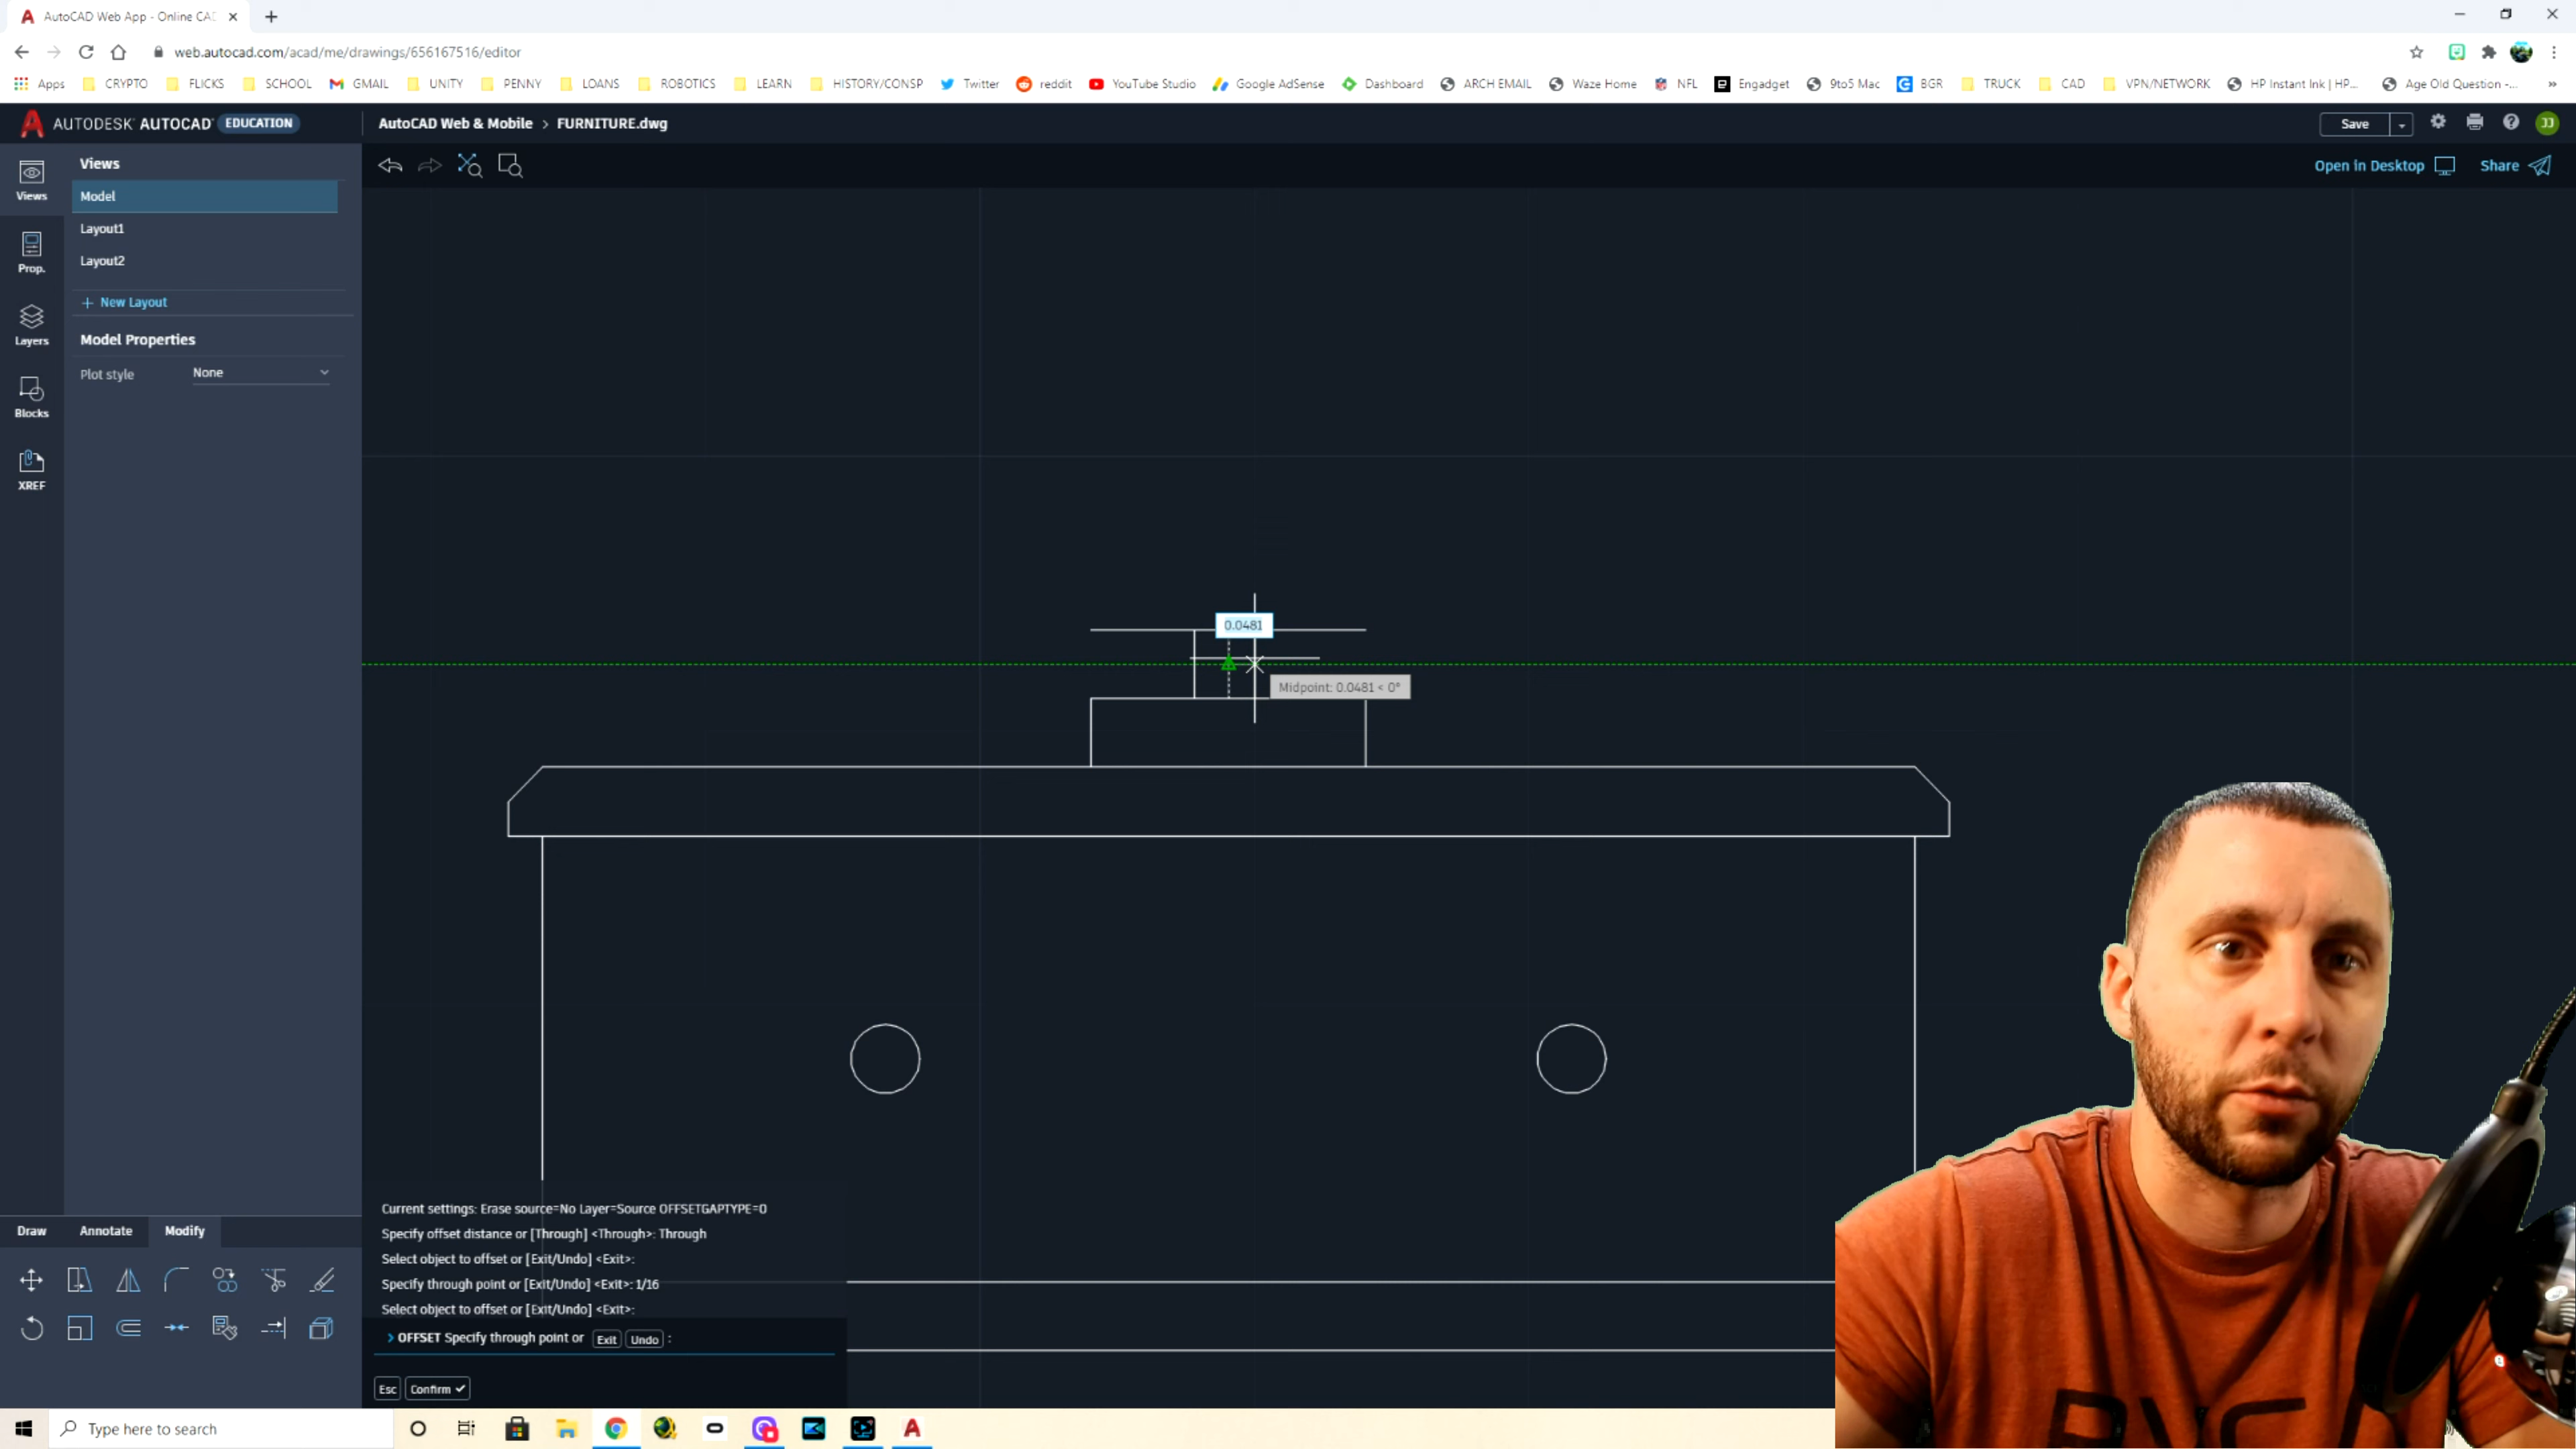 AutoCAD Web App - Online CAD
web.autocad.com/acad/me/drawings/656167516/editor
Apps CRYPTO FLICKS SCHOOL GMAIL UNITY PENNY LOANS ROBOTICS LEARN HISTORY/CONSP Twitter reddit YouTube Studio Google AdSense Dashboard ARCH EMAIL Waze Home NFL Engadget 9to5 Mac BGR TRUCK CAD VPN/NETWORK HP Instant Ink | HP... Age Old Question -... »
AUTODESK AUTOCAD EDUCATION
AutoCAD Web & Mobile > FURNITURE.dwg
Save
JJ
Open in Desktop
Share
Views
Prop.
Layers
Blocks
XREF
Views
Model
Layout1
Layout2
+ New Layout
Model Properties
Plot style None
0.0481
Midpoint: 0.0481 < 0°
Current settings: Erase source=No Layer=Source OFFSETGAPTYPE=0
Specify offset distance or [Through] <Through>: Through
Select object to offset or [Exit/Undo] <Exit>:
Specify through point or [Exit/Undo] <Exit>: 1/16
Select object to offset or [Exit/Undo] <Exit>:
> OFFSET Specify through point or Exit Undo :
Esc Confirm
Draw Annotate Modify
Type here to search